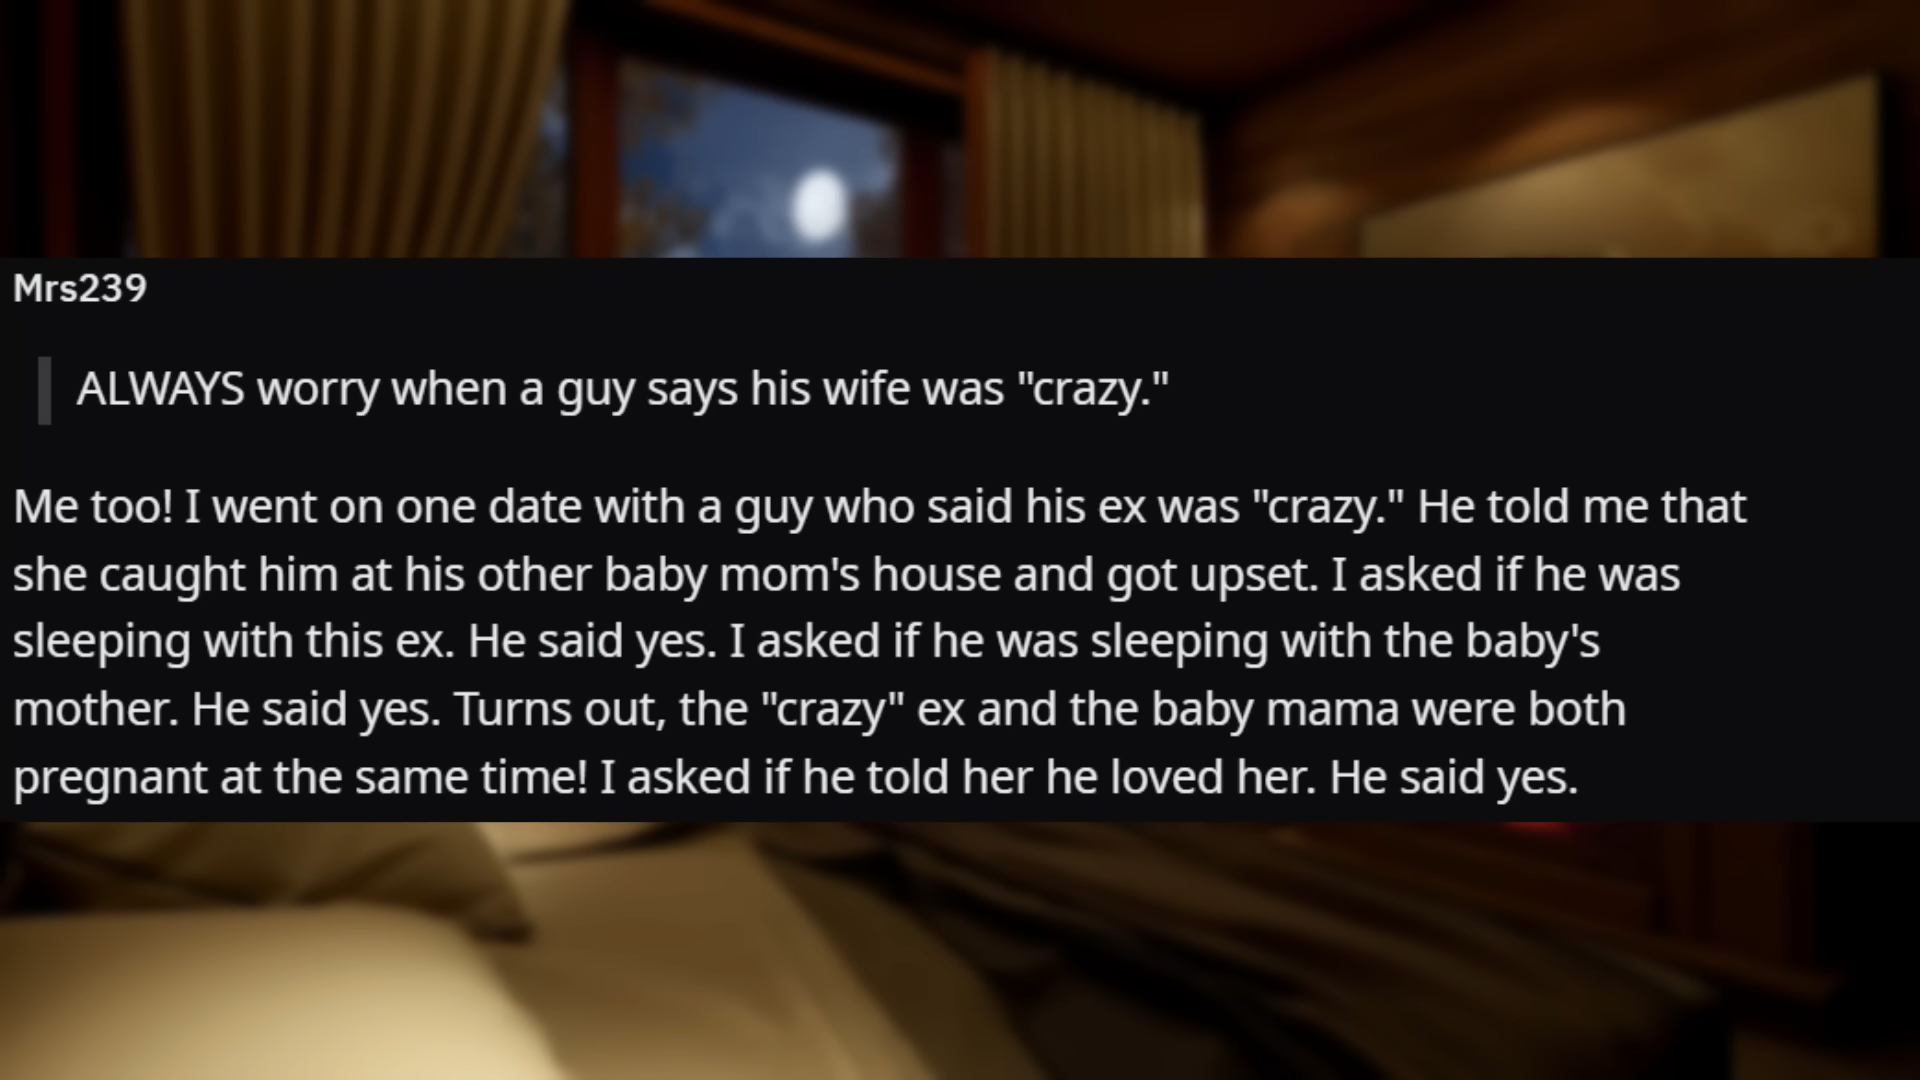 Mrs239
ALWAYS worry when a guy says his wife was "crazy."
Me too! I went on one date with a guy who said his ex was "crazy." He told me that
she caught him at his other baby mom's house and got upset. I asked if he was
sleeping with this ex. He said yes. I asked if he was sleeping with the baby's
mother. He said yes. Turns out, the "crazy" ex and the baby mama were both
pregnant at the same time! I asked if he told her he loved her. He said yes.